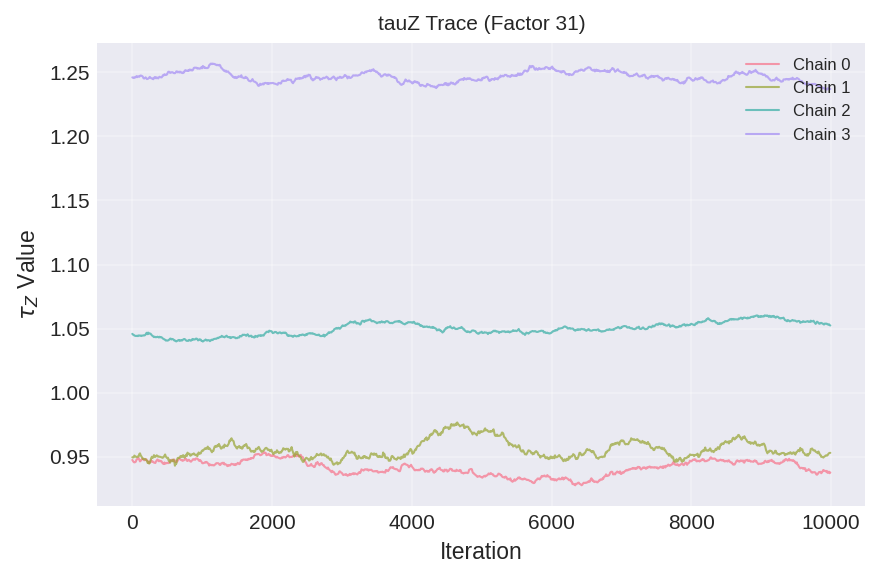 tauZ Trace (Factor 31)
1.25
1.20
1.15
1.10
1.05
1.00
0.95
τZ Value
Chain 0
Chain 1
Chain 2
Chain 3
0 2000 4000 6000 8000 10000
Iteration